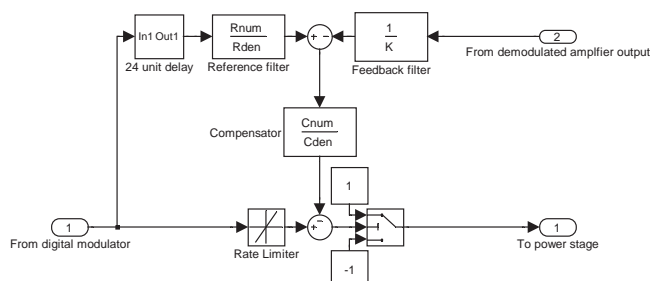 In1 Out1
24 unit delay
Rnum
Rden
Reference filter
+ -
1
K
Feedback filter
2
From demodulated amplfier output
Compensator
Cnum
Cden
1
1
From digital modulator
Rate Limiter
+ -
-1
1
To power stage